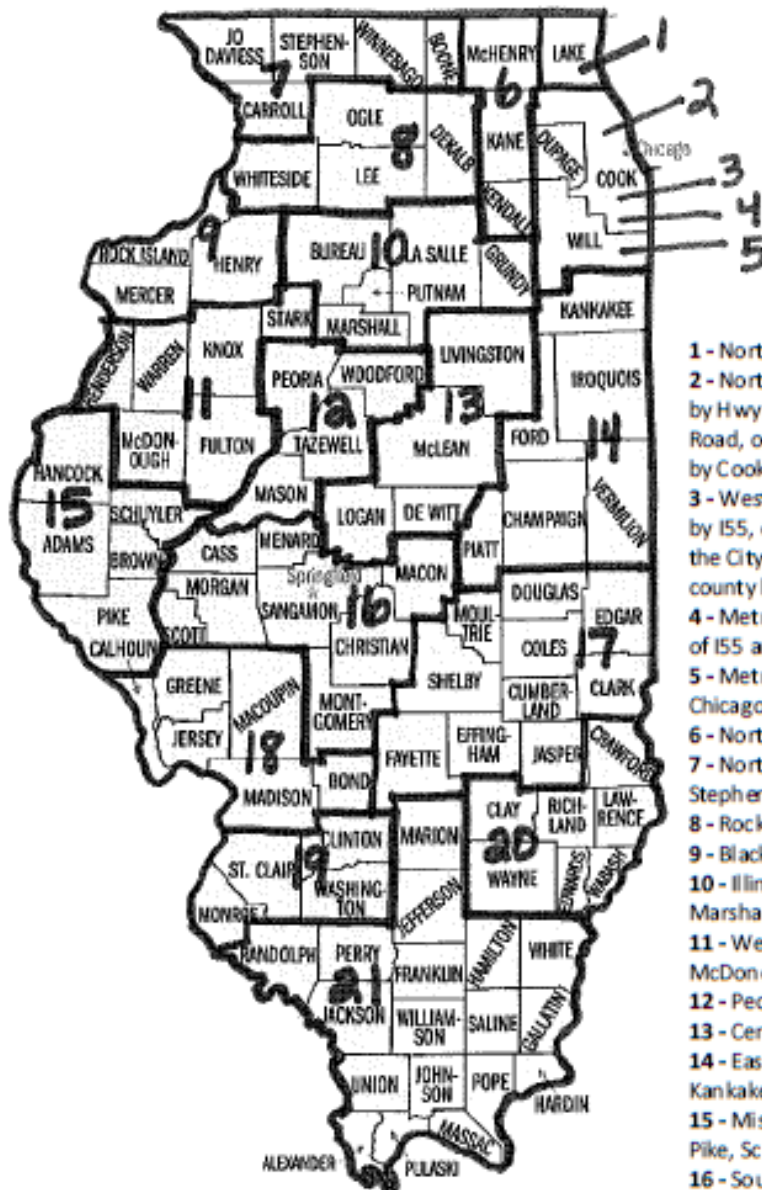 JO DAVIESS
STEPHEN-SON
WINNEBAGO
BOONE
McHENRY
LAKE
1
7
6
2
CARROLL
OGLE
8
DEKALB
KANE
DUPAGE
Chicago
COOK
3
WHITESIDE
LEE
KENDALL
WILL
4
5
9
ROCK ISLAND
HENRY
BUREAU
10
LA SALLE
GRUNDY
MERCER
PUTNAM
KANKAKEE
STARK
MARSHALL
HENDERSON
WARREN
KNOX
PEORIA
WOODFORD
LIVINGSTON
IROQUOIS
11
12
13
14
McDON-OUGH
FULTON
TAZEWELL
McLEAN
FORD
HANCOCK
15
SCHUYLER
MASON
LOGAN
DE WITT
CHAMPAIGN
VERMILION
ADAMS
BROWN
CASS
MENARD
PIATT
MACON
Springfield
MORGAN
SANGAMON
16
DOUGLAS
EDGAR
PIKE
SCOTT
CHRISTIAN
MOUL-TRIE
COLES
17
CALHOUN
GREENE
MACOUPIN
MONT-GOMERY
SHELBY
CUMBER-LAND
CLARK
JERSEY
18
FAYETTE
EFFING-HAM
JASPER
CRAWFORD
MADISON
BOND
CLAY
RICH-LAND
LAW-RENCE
20
CLINTON
MARION
WAYNE
EDWARDS
WABASH
ST. CLAIR
19
WASHING-TON
MONROE
JEFFERSON
RANDOLPH
PERRY
HAMILTON
WHITE
21
FRANKLIN
JACKSON
WILLIAM-SON
SALINE
GALLATIN
UNION
JOHN-SON
POPE
HARDIN
ALEXANDER
PULASKI
MASSAC
1 - Nort
2 - Nort
by Hwy
Road, o
by Cook
3 - Wes
by I55,
the City
county
4 - Metr
of I55 a
5 - Metr
Chicago
6 - Nort
7 - Nort
Stepher
8 - Rock
9 - Black
10 - Illin
Marsha
11 - We
McDon
12 - Peo
13 - Cer
14 - Eas
Kankak
15 - Mis
Pike, Sc
16 - Sou